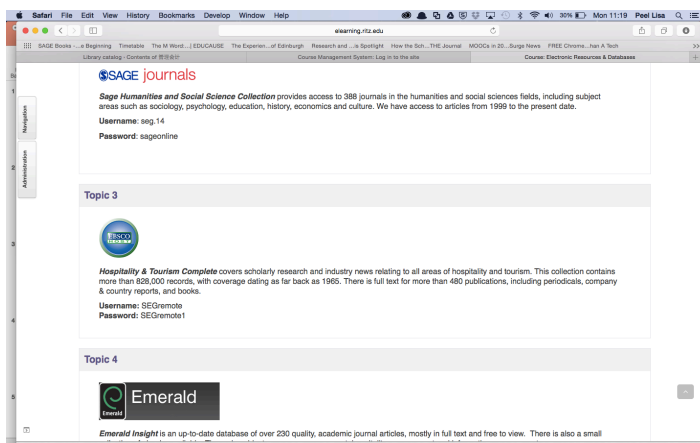 Safari File Edit View History Bookmarks Develop Window Help 30% Mon 11:19 Peel Lisa
elearning.ritz.edu
SAGE Books -...e Beginning Timetable The M Word...| EDUCAUSE The Experien...of Edinburgh Research and ...is Spotlight How the Sch...THE Journal MOOCs in 20...Surge News FREE Chrome...han A Tech >>
Library catalog - Contents of Course Management System: Log in to the site Course: Electronic Resources & Databases
SAGE journals
Sage Humanities and Social Science Collection provides access to 388 journals in the humanities and social sciences fields, including subject
areas such as sociology, psychology, education, history, economics and culture. We have access to articles from 1999 to the present date.
Username: seg.14
Password: sageonline
Navigation
Administration
1
2
3
4
5
Topic 3
EBSCO
HOST
Hospitality & Tourism Complete covers scholarly research and industry news relating to all areas of hospitality and tourism. This collection contains
more than 828,000 records, with coverage dating as far back as 1965. There is full text for more than 480 publications, including periodicals, company
& country reports, and books.
Username: SEGremote
Password: SEGremote1
Topic 4
Emerald
Emerald
Emerald Insight is an up-to-date database of over 230 quality, academic journal articles, mostly in full text and free to view. There is also a small